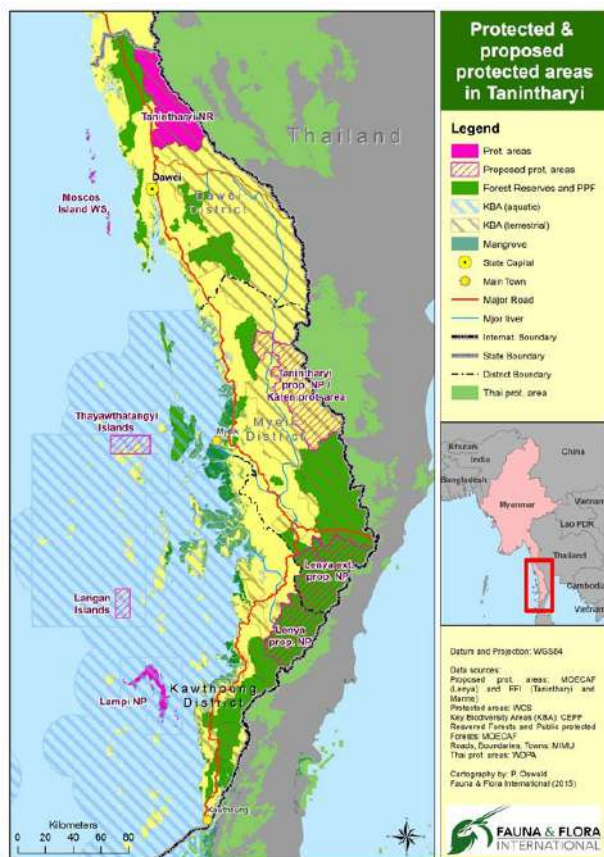 Protected &
proposed
protected areas
in Tanintharyi
Legend
Prot. areas
Proposed prot. areas
Forest Reserves and PPF
KBA (aquatic)
KBA (terrestrial)
Mangrove
State Capital
Main Town
Major Road
Mjor river
Internat. Boundary
State Boundary
District Boundary
Thai prot. area
Tanintharyi NR
Thailand
Dawei
Moscos
Island WS
Dawei
District
Tanintharyi
prop. NP /
Katen prot. area
Thayawthatangyi
Islands
Myeik
Myeik
District
Lenya ext.
prop. NP
Langan
Islands
Lenya
prop. NP
Lampi NP
Kawthoung
District
Kawthoung
Kilometers
0 20 40 60 80
Bhutan
India
China
Bangladesh
Myanmar
Vietnam
Lao PDR
Thailand
Cambodia
Vietnam
Datum and Projection: WGS84
Data sources:
Proposed prot. areas: MOECAF
(Lenya) and FFI (Tanintharyi and
Marine)
Protected areas: WCS
Key Biodiversity Areas (KBA): CEPF
Reserved Forests and Public protected
Forests: MOECAF
Roads, Boundaries, Towns: MIMU
Thai prot. areas: WDPA
Cartography by: P. Oswald
Fauna & Flora International (2015)
FAUNA & FLORA
INTERNATIONAL